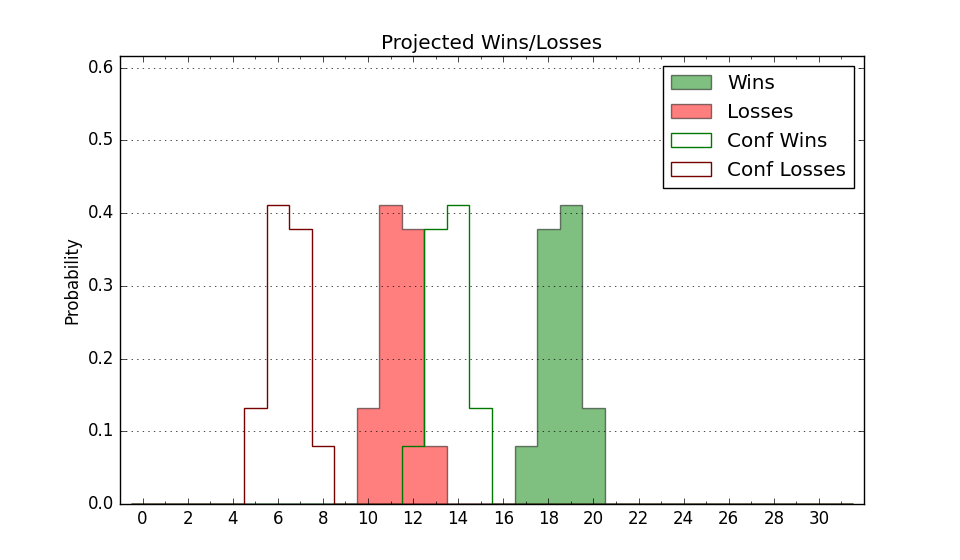 Projected Wins/Losses
0.6
0.5
0.4
0.3
0.2
0.1
0.0
Probability
Wins
Losses
Conf Wins
Conf Losses
0 2 4 6 8 10 12 14 16 18 20 22 24 26 28 30